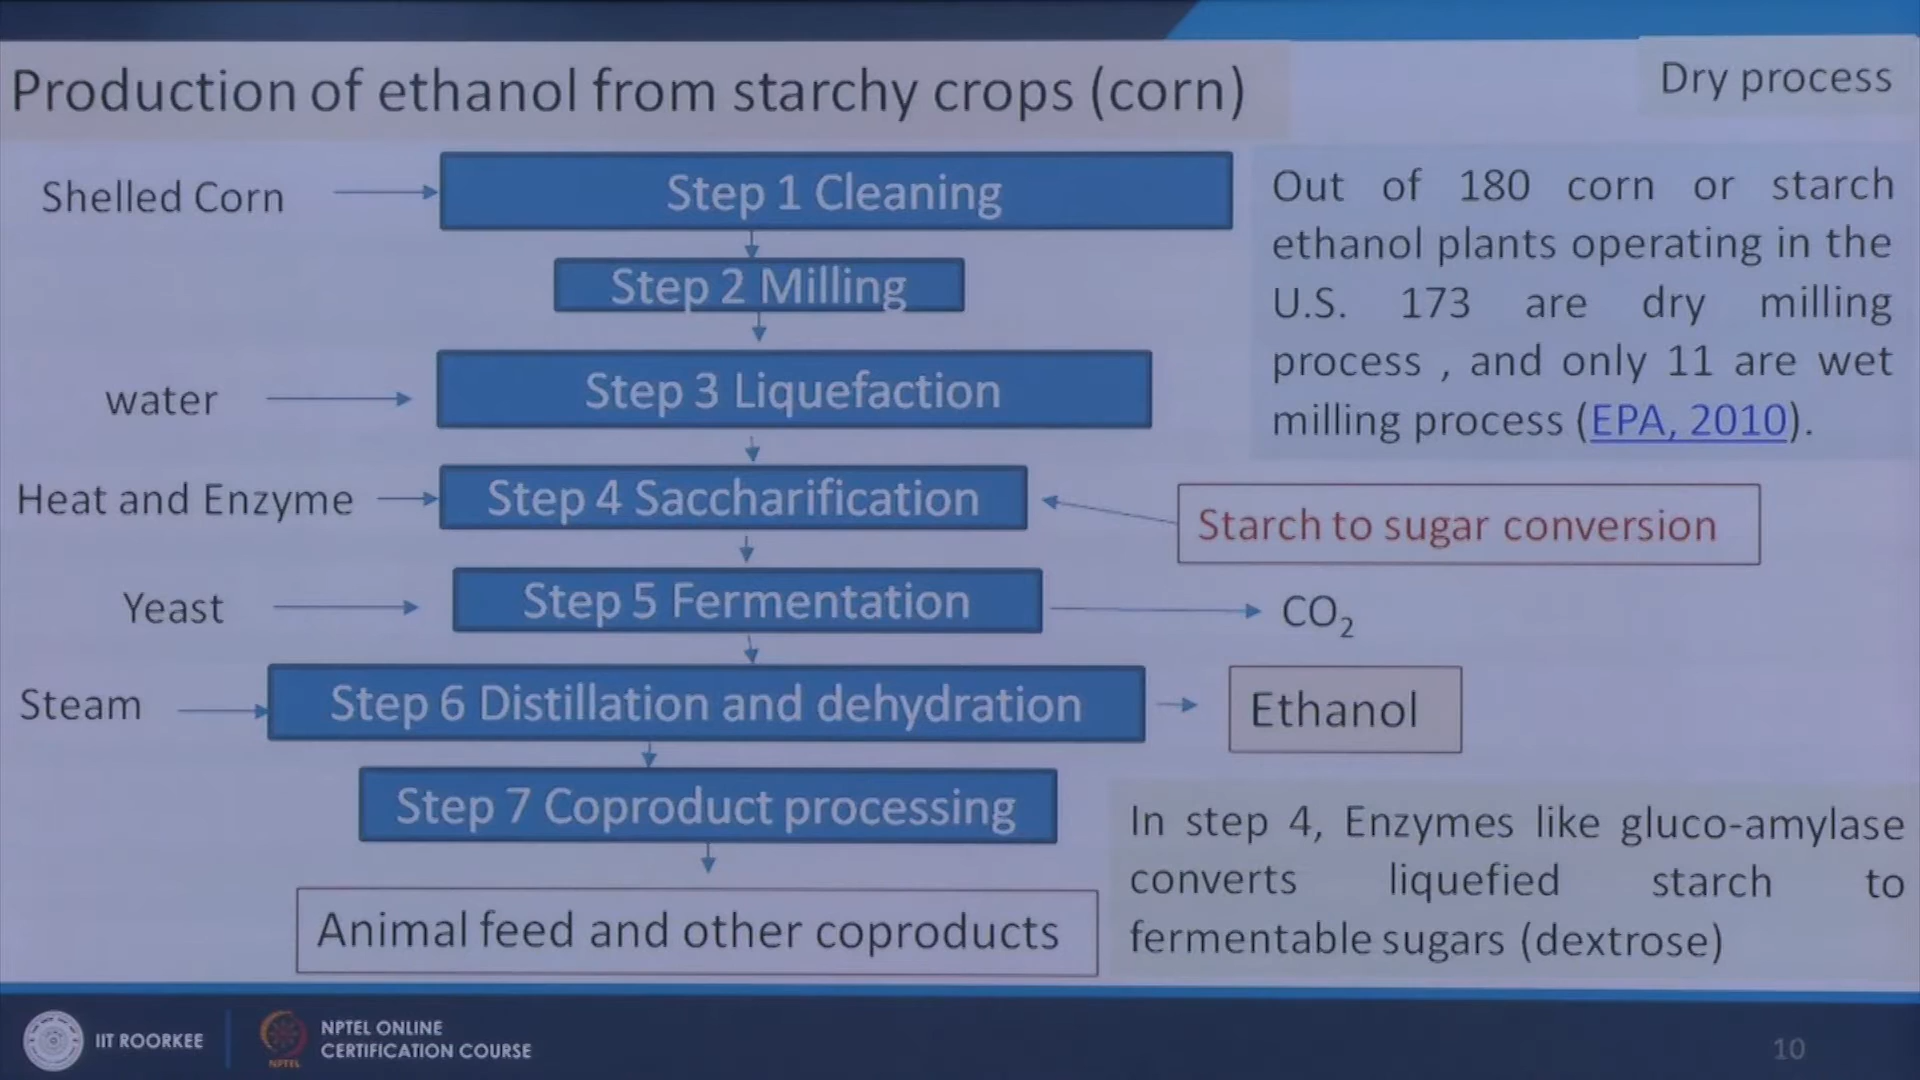 Production of ethanol from starchy crops (corn)
Dry process
Shelled Corn
Step 1 Cleaning
Step 2 Milling
water
Step 3 Liquefaction
Heat and Enzyme
Step 4 Saccharification
Starch to sugar conversion
Yeast
Step 5 Fermentation
CO₂
Steam
Step 6 Distillation and dehydration
Ethanol
Step 7 Coproduct processing
Animal feed and other coproducts
Out of 180 corn or starch
ethanol plants operating in the
U.S. 173 are dry milling
process , and only 11 are wet
milling process (EPA, 2010).
In step 4, Enzymes like gluco-amylase
converts liquefied starch to
fermentable sugars (dextrose)
IIT ROORKEE
NPTEL
NPTEL ONLINE
CERTIFICATION COURSE
10